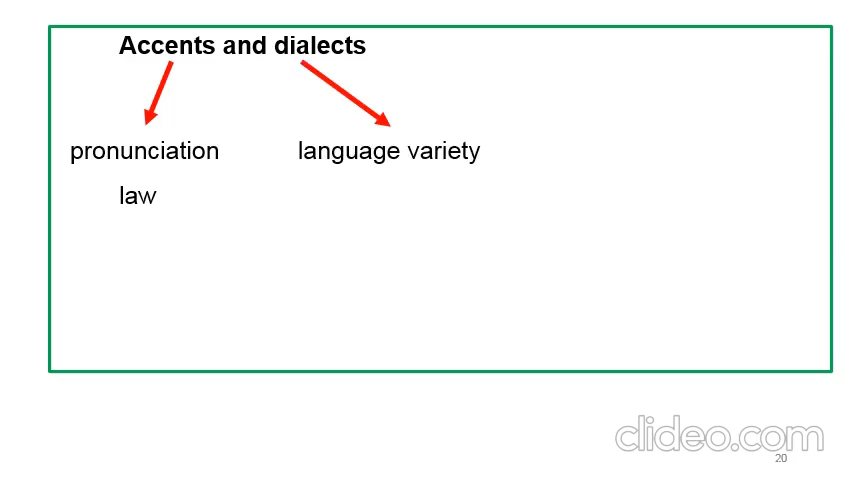 Accents and dialects
pronunciation language variety
law
clideo.com
20